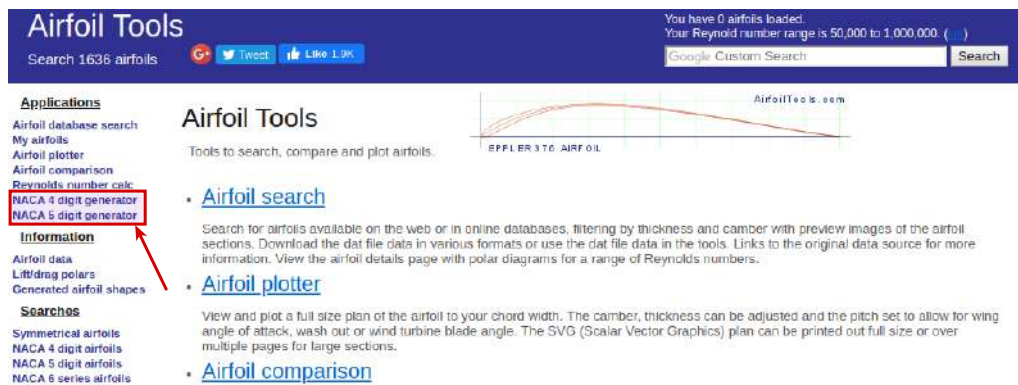 Airfoil Tools
Search 1636 airfoils
G+ Tweet Like 1.9K
You have 0 airfoils loaded.
Your Reynold number range is 50,000 to 1,000,000. ( )
Google Custom Search
Search
Applications
Airfoil database search
My airfoils
Airfoil plotter
Airfoil comparison
Reynolds number calc
NACA 4 digit generator
NACA 5 digit generator
Information
Airfoil data
Lift/drag polars
Generated airfoil shapes
Searches
Symmetrical airfoils
NACA 4 digit airfoils
NACA 5 digit airfoils
NACA 6 series airfoils
Airfoil Tools
Tools to search, compare and plot airfoils.
AirfoilTools.com
EPPLER 376 AIRFOIL
• Airfoil search
Search for airfoils available on the web or in online databases, filtering by thickness and camber with preview images of the airfoil
sections. Download the dat file data in various formats or use the dat file data in the tools. Links to the original data source for more
information. View the airfoil details page with polar diagrams for a range of Reynolds numbers.
• Airfoil plotter
View and plot a full size plan of the airfoil to your chord width. The camber, thickness can be adjusted and the pitch set to allow for wing
angle of attack, wash out or wind turbine blade angle. The SVG (Scalar Vector Graphics) plan can be printed out full size or over
multiple pages for large sections.
• Airfoil comparison